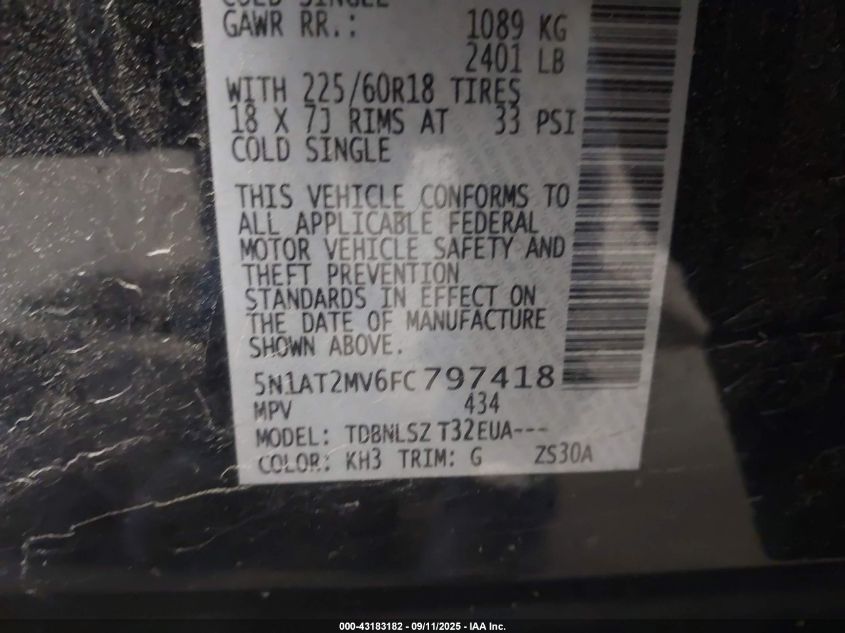 COLD SINGLE
GAWR RR.: 1089 KG
2401 LB
WITH 225/60R18 TIRES
18 X 7J RIMS AT 33 PSI
COLD SINGLE
THIS VEHICLE CONFORMS TO
ALL APPLICABLE FEDERAL
MOTOR VEHICLE SAFETY AND
THEFT PREVENTION
STANDARDS IN EFFECT ON
THE DATE OF MANUFACTURE
SHOWN ABOVE.
5N1AT2MV6FC797418
MPV 434
MODEL: TDBNLSZ T32EUA---
COLOR: KH3 TRIM: G ZS30A
000-43183182 - 09/11/2025 - IAA Inc.